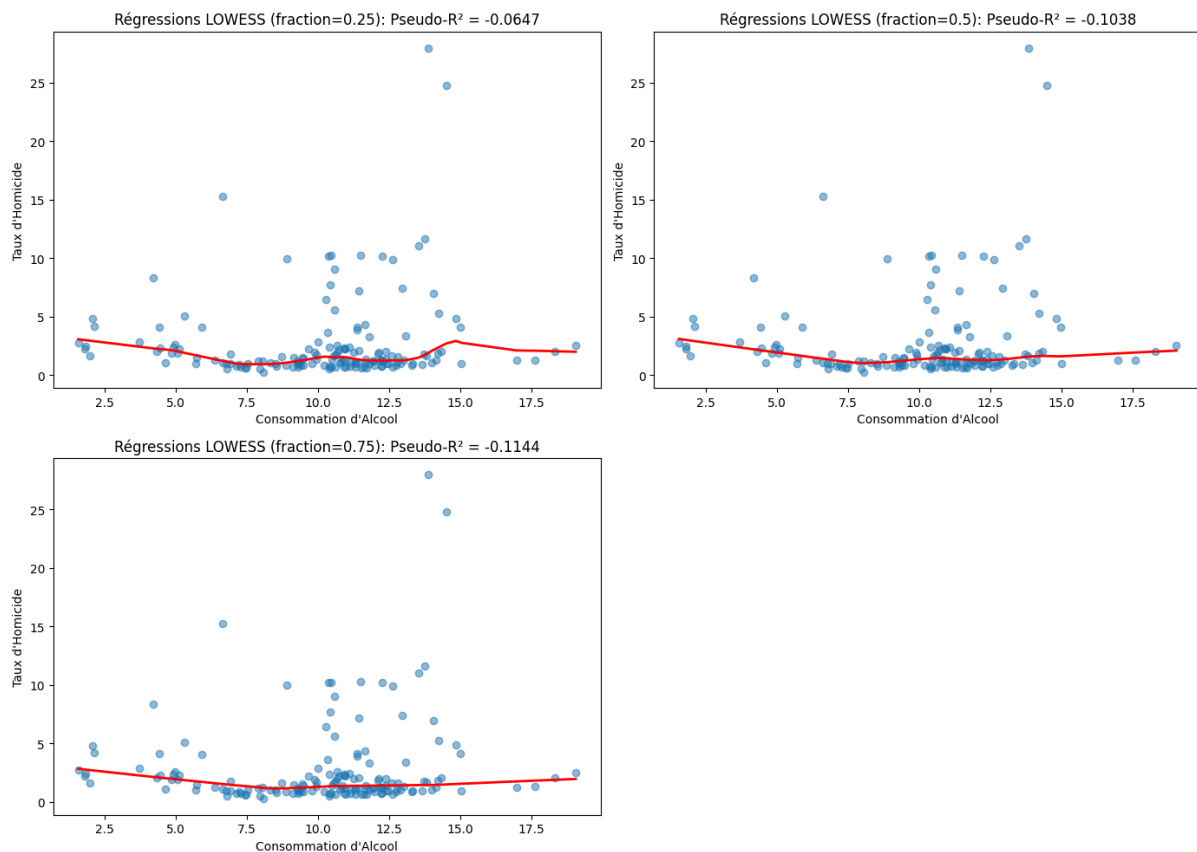 Régressions LOWESS (fraction=0.25): Pseudo-R² = -0.0647
Taux d'Homicide
25
20
15
10
5
0
2.5 5.0 7.5 10.0 12.5 15.0 17.5
Consommation d'Alcool
Régressions LOWESS (fraction=0.5): Pseudo-R² = -0.1038
Taux d'Homicide
25
20
15
10
5
0
2.5 5.0 7.5 10.0 12.5 15.0 17.5
Consommation d'Alcool
Régressions LOWESS (fraction=0.75): Pseudo-R² = -0.1144
Taux d'Homicide
25
20
15
10
5
0
2.5 5.0 7.5 10.0 12.5 15.0 17.5
Consommation d'Alcool